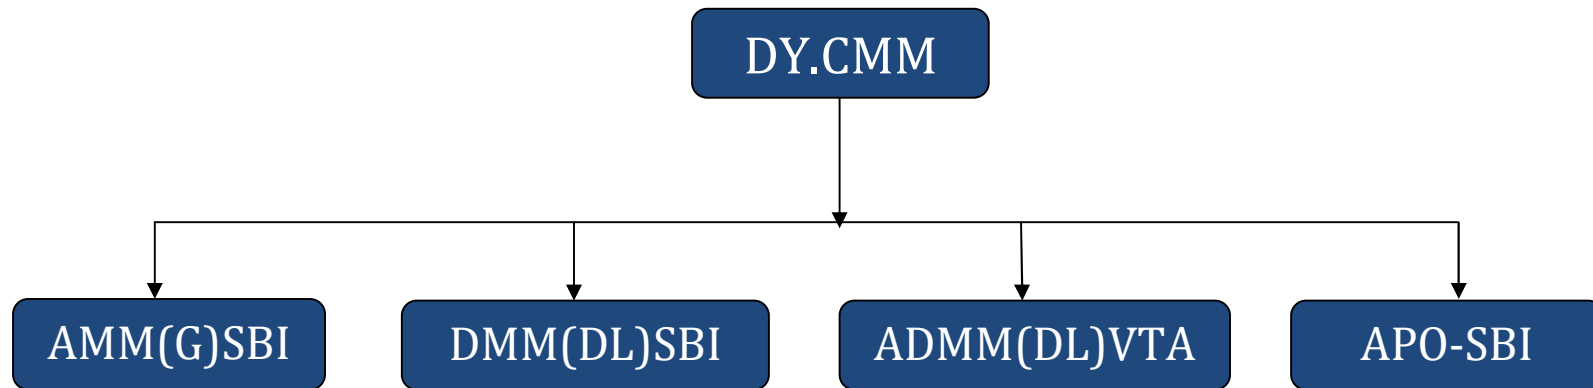 DY.CMM
AMM(G)SBI
DMM(DL)SBI
ADMM(DL)VTA
APO-SBI